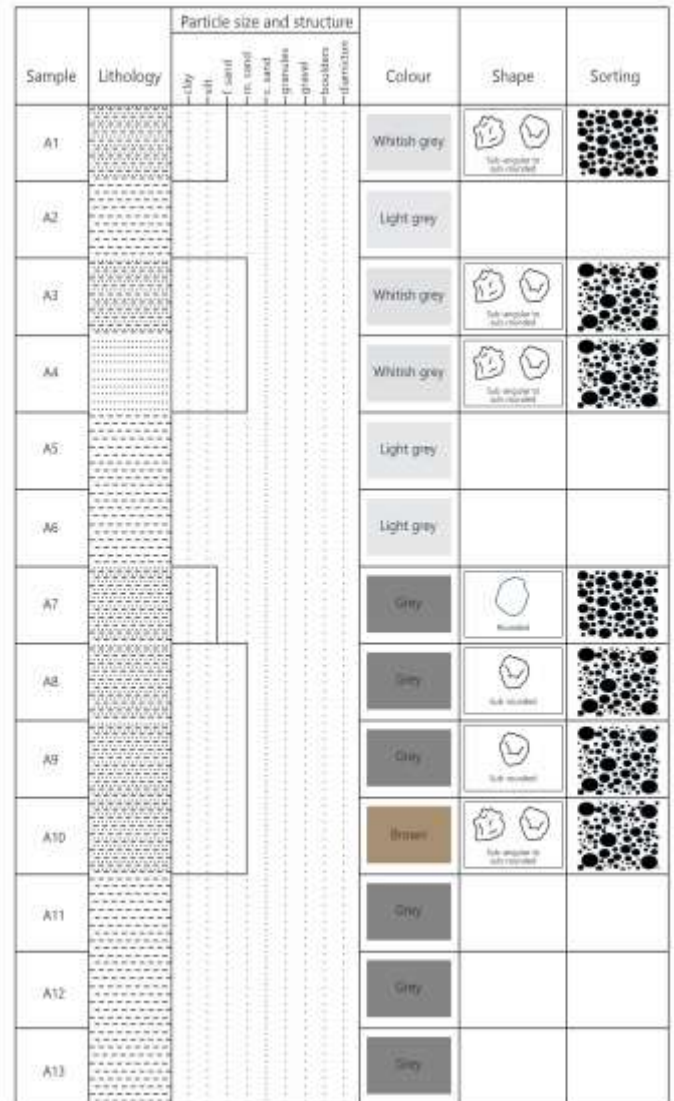 Particle size and structure
Sample Lithology clay silt f. sand m. sand c. sand granules gravel boulders diamictun Colour Shape Sorting
A1 Whitish grey Sub-angular to
sub-rounded
A2 Light grey
A3 Whitish grey Sub-angular to
sub-rounded
A4 Whitish grey Sub-angular to
sub-rounded
A5 Light grey
A6 Light grey
A7 Grey Rounded
A8 Grey Sub-rounded
A9 Grey Sub-rounded
A10 Brown Sub-angular to
sub-rounded
A11 Grey
A12 Grey
A13 Grey